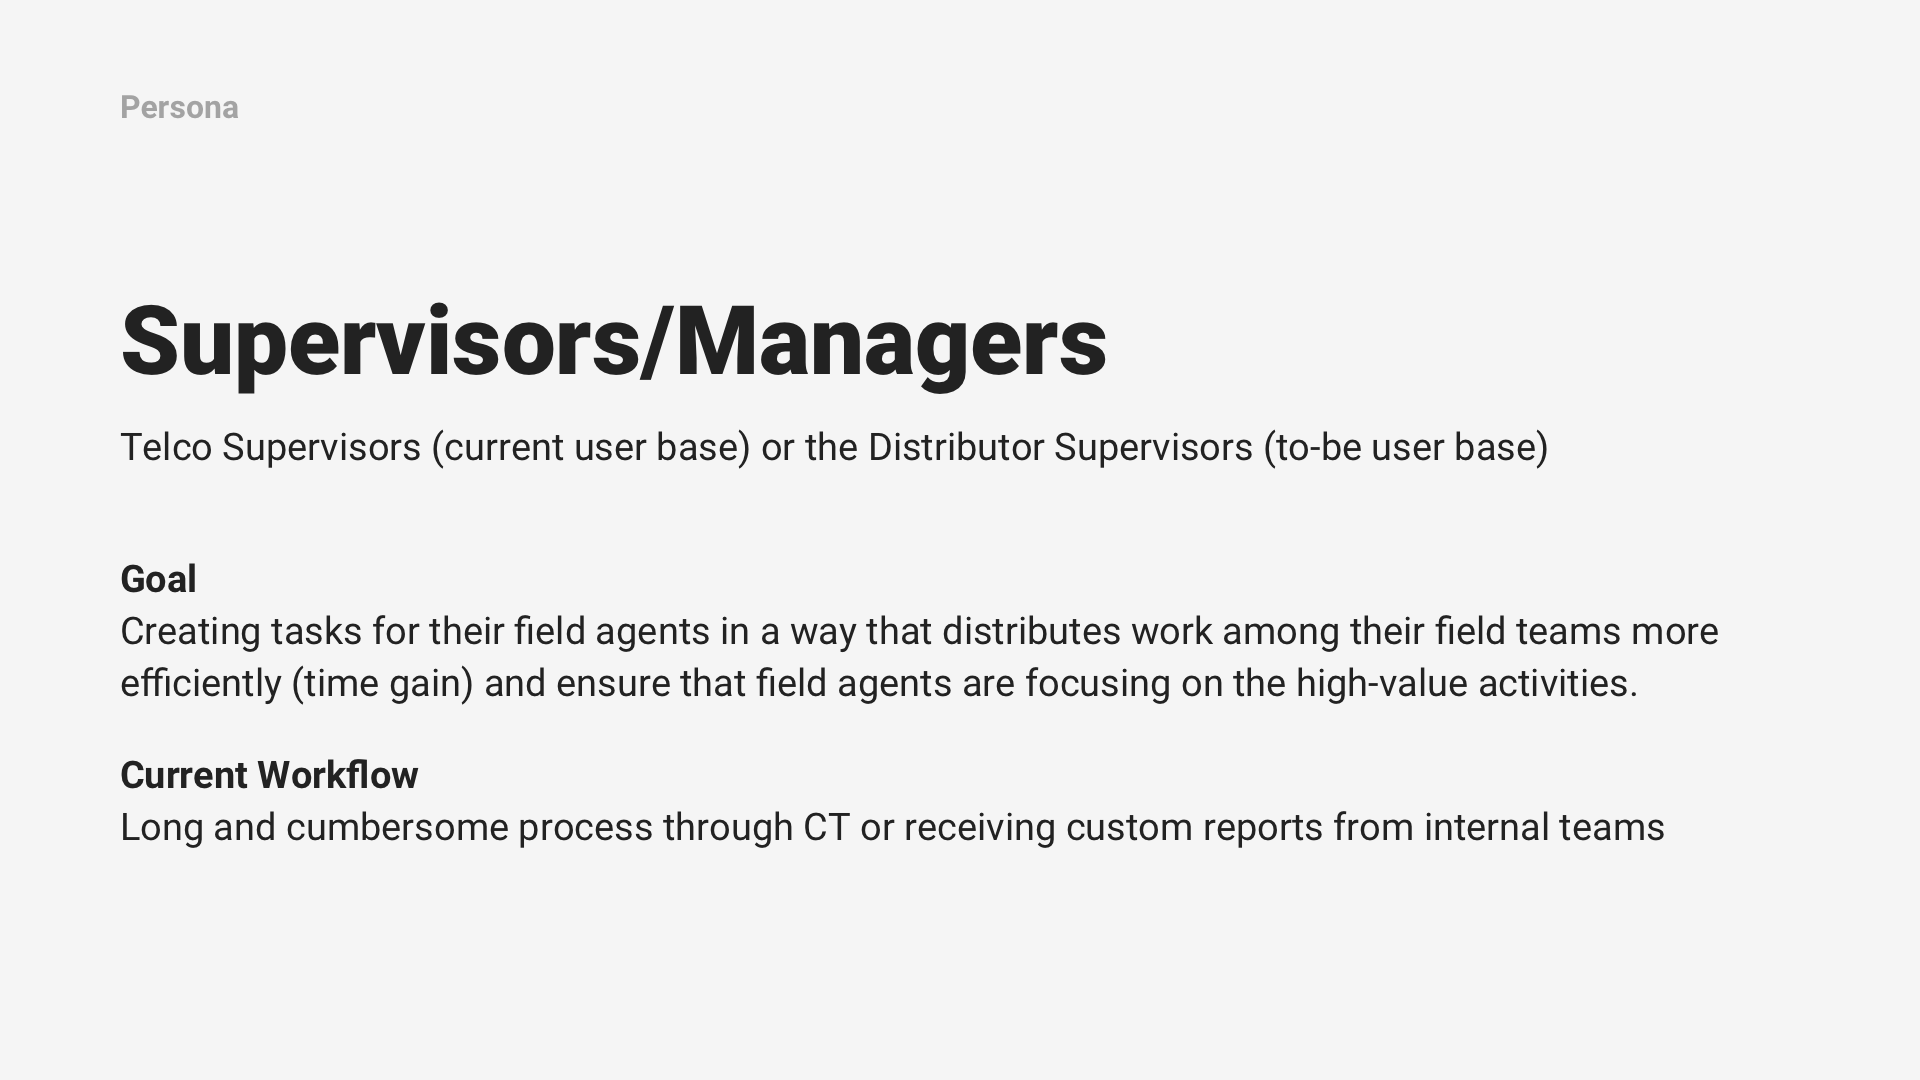 Persona
Supervisors/Managers
Telco Supervisors (current user base) or the Distributor Supervisors (to-be user base)
Goal
Creating tasks for their field agents in a way that distributes work among their field teams more
efficiently (time gain) and ensure that field agents are focusing on the high-value activities.
Current Workflow
Long and cumbersome process through CT or receiving custom reports from internal teams